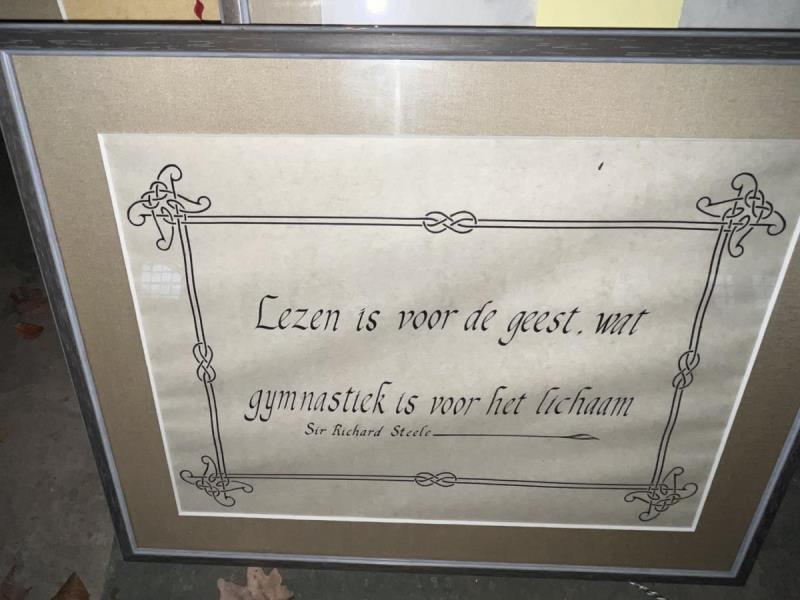 Lezen is voor de geest, wat
gymnastiek is voor het lichaam
Sir Richard Steele